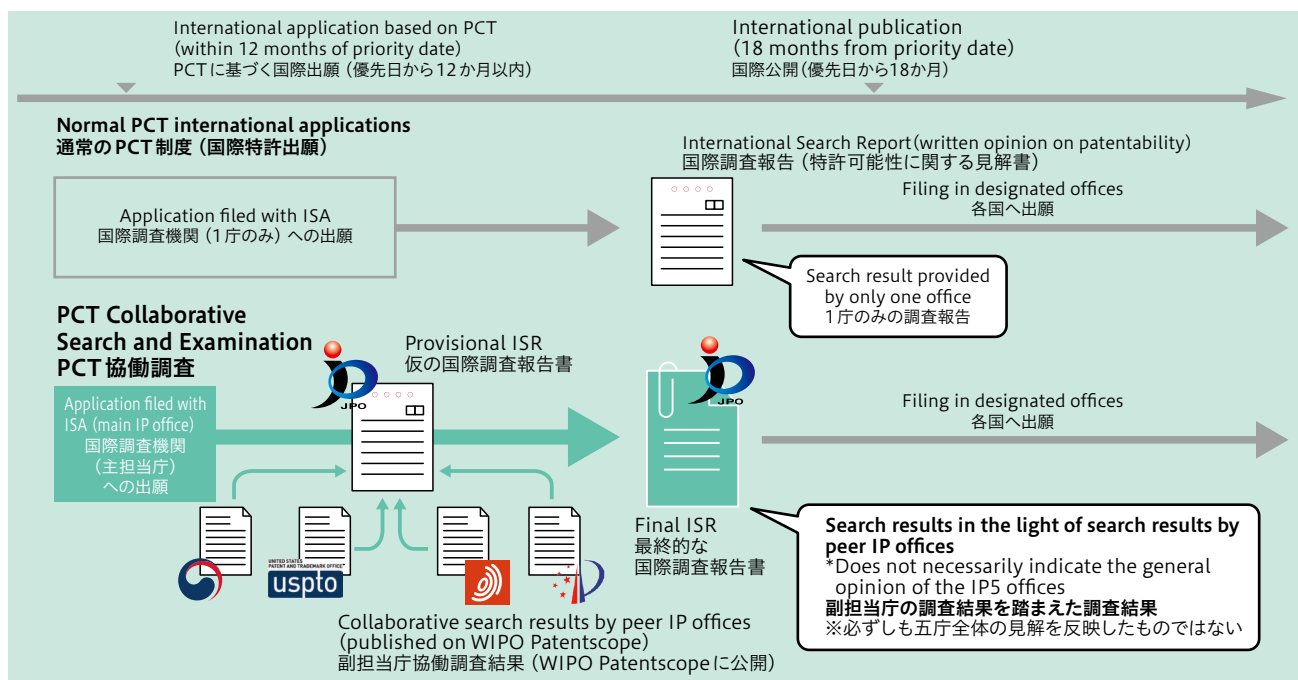 International application based on PCT
(within 12 months of priority date)
PCTに基づく国際出願（優先日から12か月以内）
International publication
(18 months from priority date)
国際公開（優先日から18か月）
Normal PCT international applications
通常のPCT制度（国際特許出願）
International Search Report(written opinion on patentability)
国際調査報告（特許可能性に関する見解書）
Application filed with ISA
国際調査機関（1庁のみ）への出願
Filing in designated offices
各国へ出願
Search result provided
by only one office
1庁のみの調査報告
PCT Collaborative
Search and Examination
PCT協働調査
JPO
Provisional ISR
仮の国際調査報告書
JPO
Application filed with
ISA (main IP office)
国際調査機関
（主担当庁）
への出願
Filing in designated offices
各国へ出願
UNITED STATES
PATENT AND TRADEMARK OFFICE
uspto
Final ISR
最終的な
国際調査報告書
Search results in the light of search results by
peer IP offices
*Does not necessarily indicate the general
opinion of the IP5 offices
副担当庁の調査結果を踏まえた調査結果
※必ずしも五庁全体の見解を反映したものではない
Collaborative search results by peer IP offices
(published on WIPO Patentscope)
副担当庁協働調査結果（WIPO Patentscopeに公開）